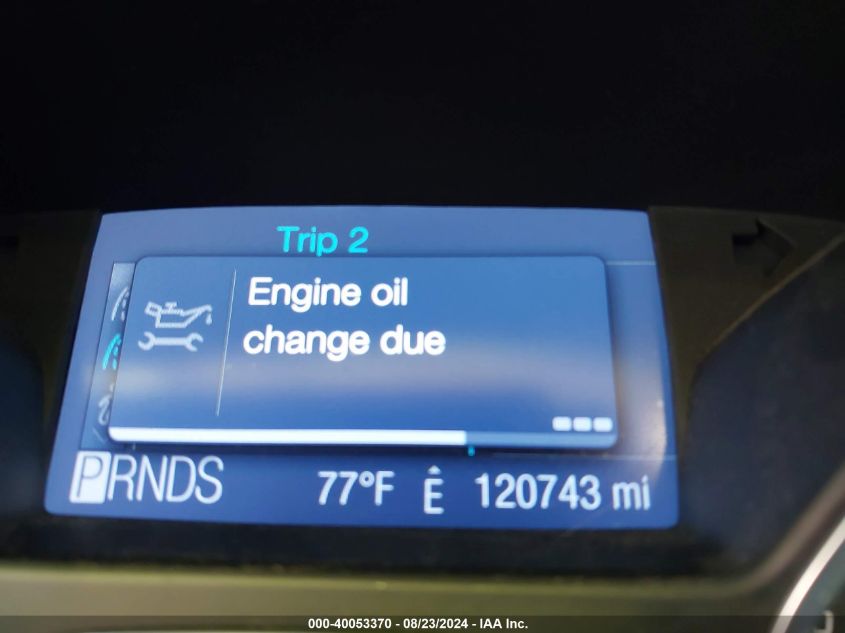 Trip 2
Engine oil
change due
PRNDS 77°F E 120743 mi
000-40053370 - 08/23/2024 - IAA Inc.